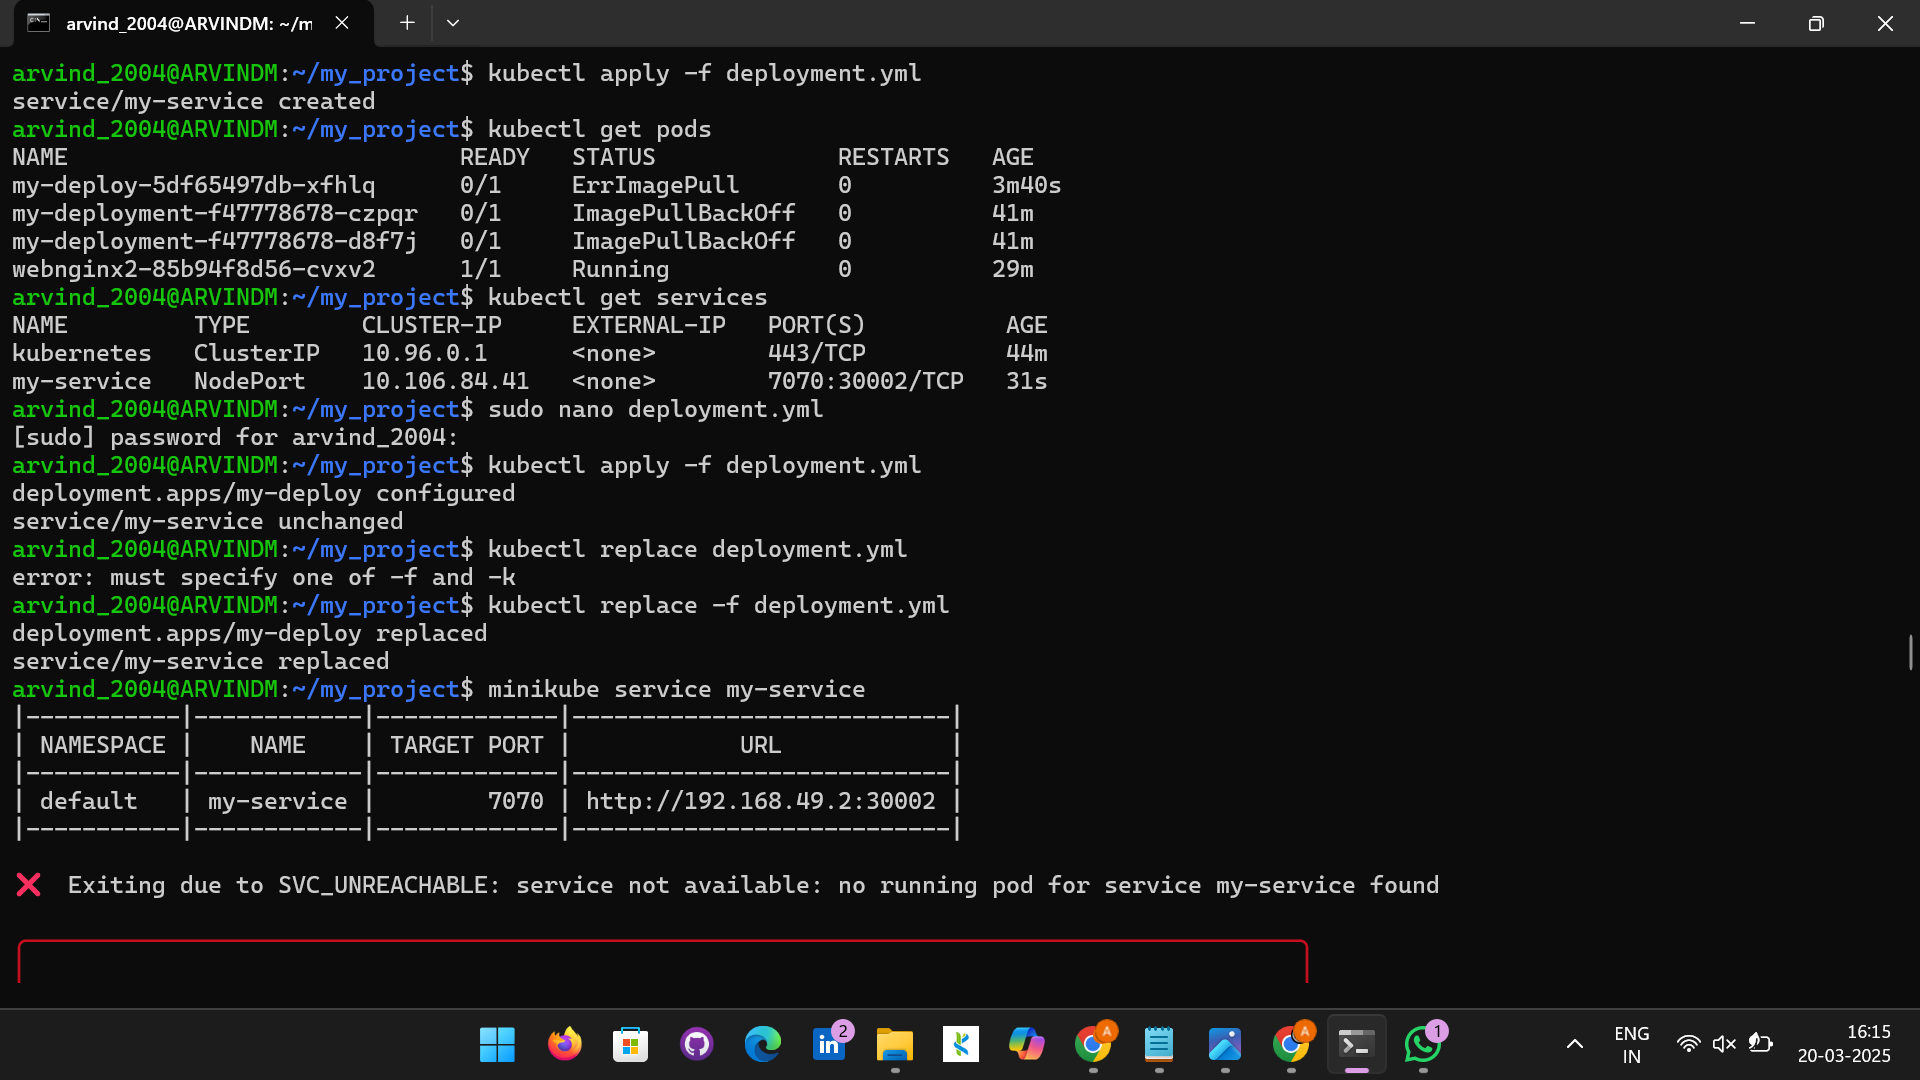 arvind_2004@ARVINDM: ~/m
arvind_2004@ARVINDM:~/my_project$ kubectl apply -f deployment.yml
service/my-service created
arvind_2004@ARVINDM:~/my_project$ kubectl get pods
NAME                            READY   STATUS             RESTARTS   AGE
my-deploy-5df65497db-xfhlq      0/1     ErrImagePull       0          3m40s
my-deployment-f47778678-czpqr   0/1     ImagePullBackOff   0          41m
my-deployment-f47778678-d8f7j   0/1     ImagePullBackOff   0          41m
webnginx2-85b94f8d56-cvxv2      1/1     Running            0          29m
arvind_2004@ARVINDM:~/my_project$ kubectl get services
NAME         TYPE        CLUSTER-IP     EXTERNAL-IP   PORT(S)          AGE
kubernetes   ClusterIP   10.96.0.1      <none>        443/TCP          44m
my-service   NodePort    10.106.84.41   <none>        7070:30002/TCP   31s
arvind_2004@ARVINDM:~/my_project$ sudo nano deployment.yml
[sudo] password for arvind_2004:
arvind_2004@ARVINDM:~/my_project$ kubectl apply -f deployment.yml
deployment.apps/my-deploy configured
service/my-service unchanged
arvind_2004@ARVINDM:~/my_project$ kubectl replace deployment.yml
error: must specify one of -f and -k
arvind_2004@ARVINDM:~/my_project$ kubectl replace -f deployment.yml
deployment.apps/my-deploy replaced
service/my-service replaced
arvind_2004@ARVINDM:~/my_project$ minikube service my-service
|-----------|------------|-------------|---------------------------|
| NAMESPACE |    NAME    | TARGET PORT |            URL            |
|-----------|------------|-------------|---------------------------|
| default   | my-service |        7070 | http://192.168.49.2:30002 |
|-----------|------------|-------------|---------------------------|
❌  Exiting due to SVC_UNREACHABLE: service not available: no running pod for service my-service found
in 2
A
A
1
ENG
IN
16:15
20-03-2025